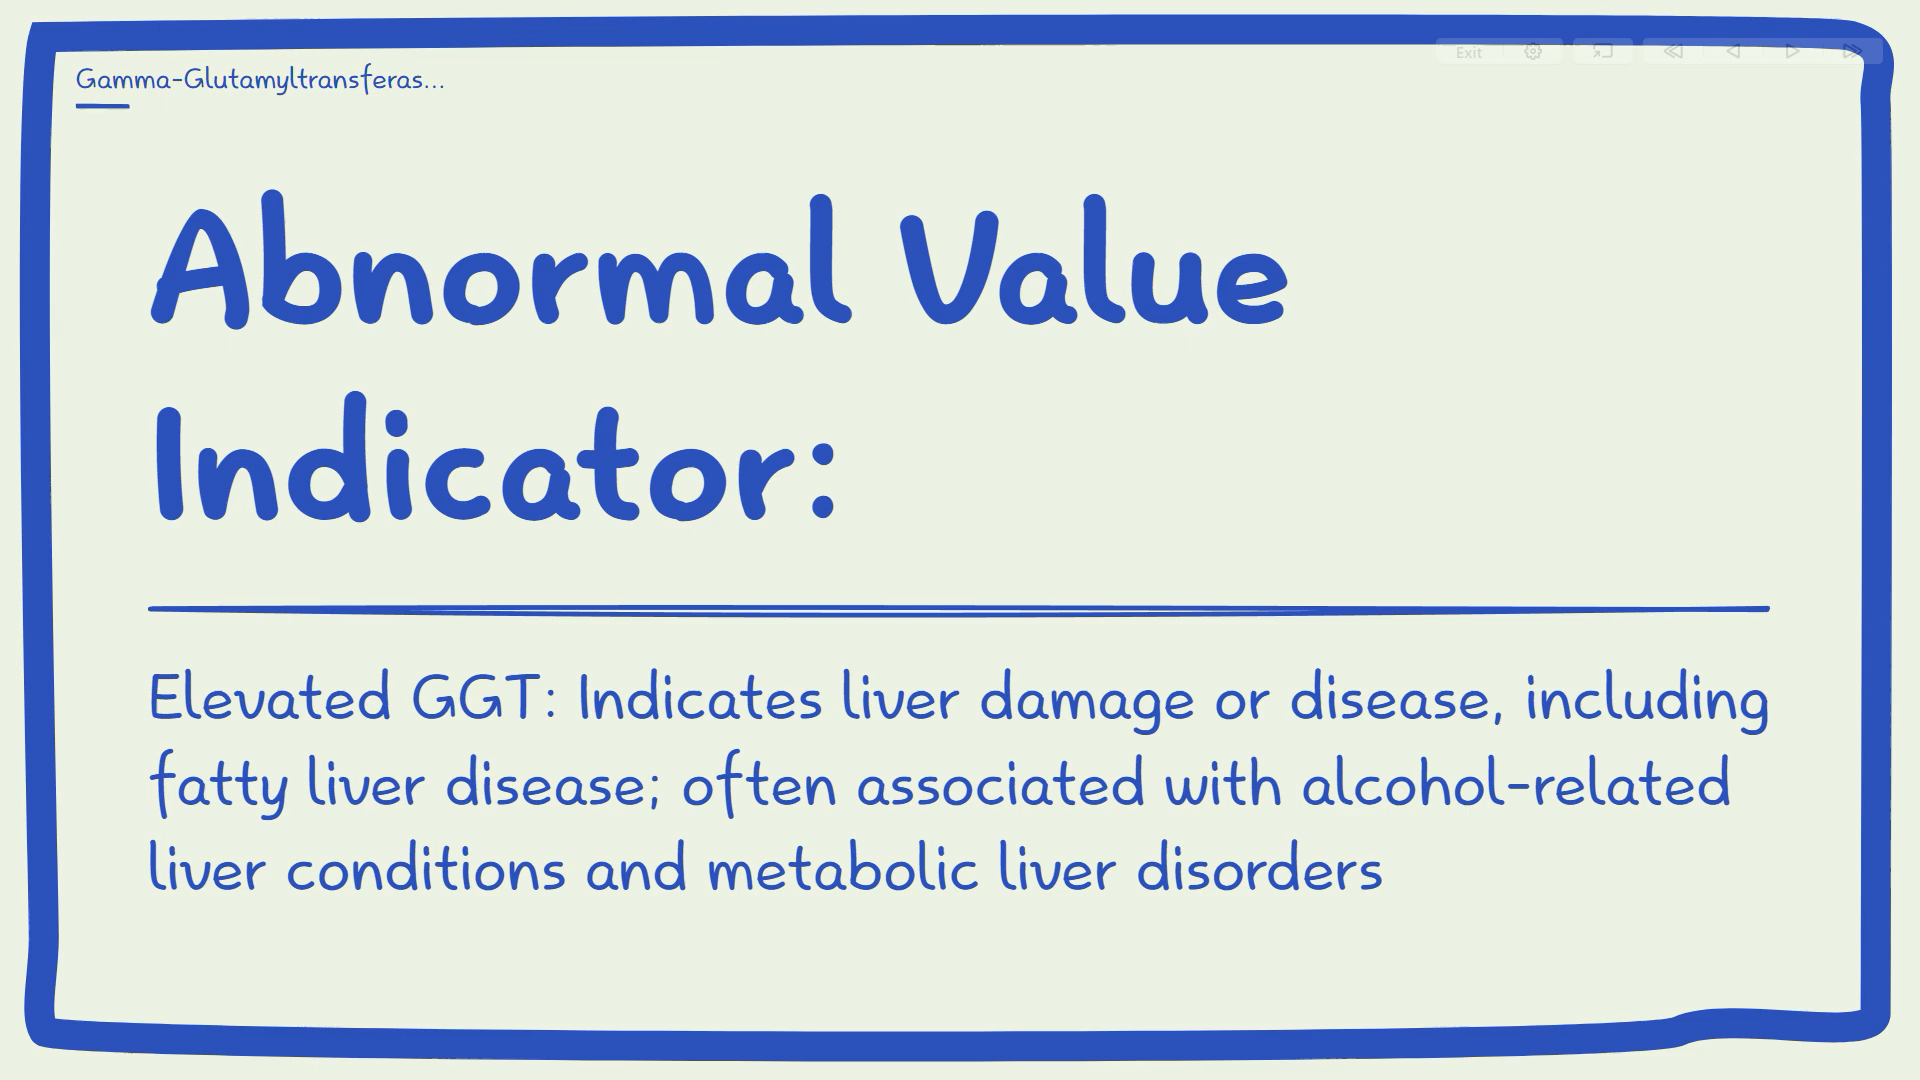 Exit
Gamma-Glutamyltransferas...
Abnormal Value
Indicator:
Elevated GGT: Indicates liver damage or disease, including
fatty liver disease; often associated with alcohol-related
liver conditions and metabolic liver disorders